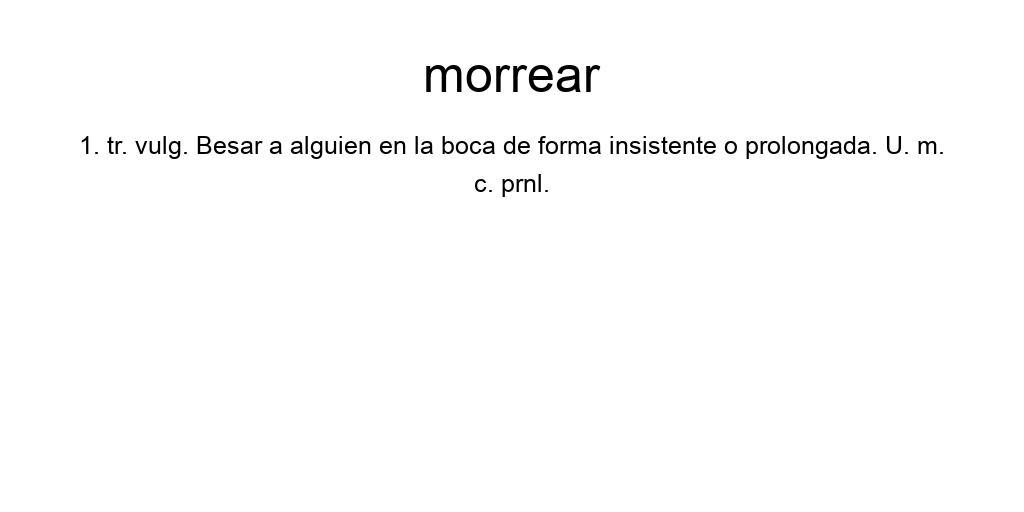 morrear
1. tr. vulg. Besar a alguien en la boca de forma insistente o prolongada. U. m.
c. prnl.